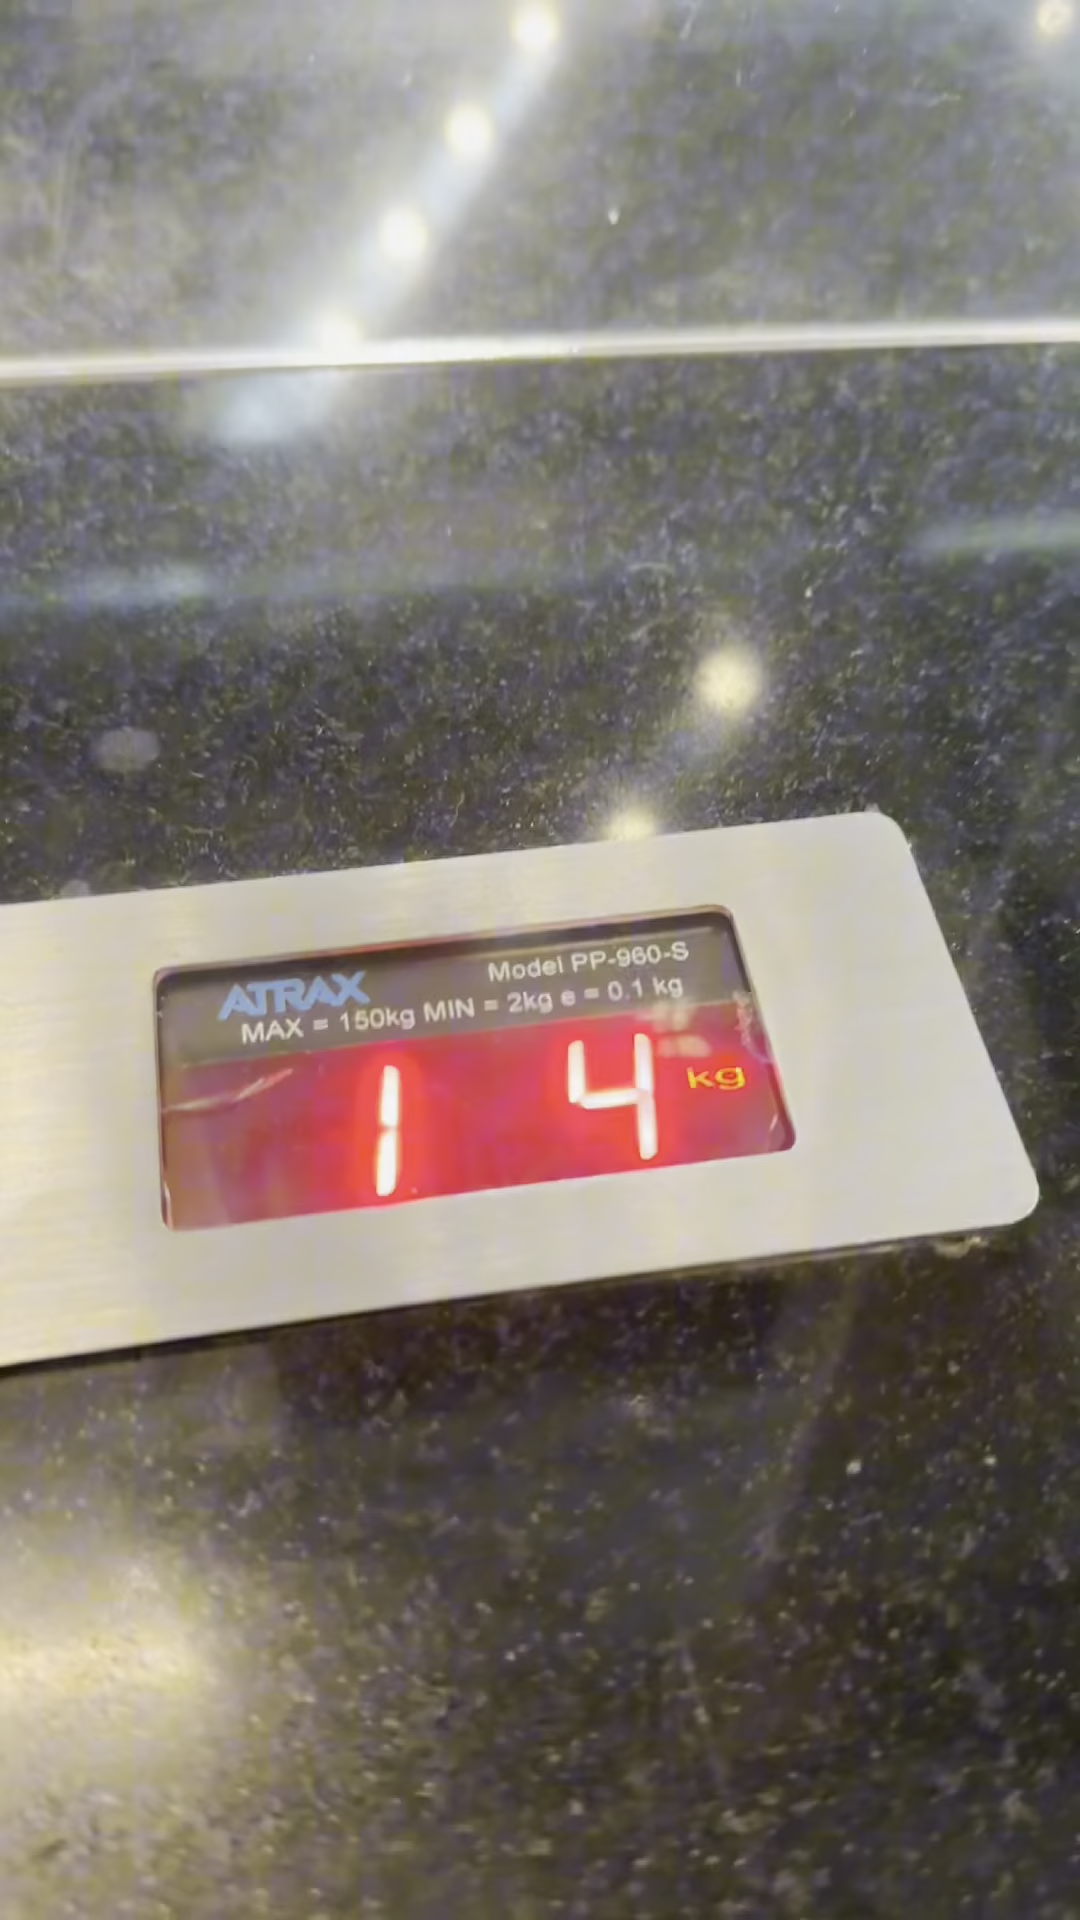 ATRAX Model PP-960-S
MAX = 150kg MIN = 2kg e = 0.1 kg
1 4 kg